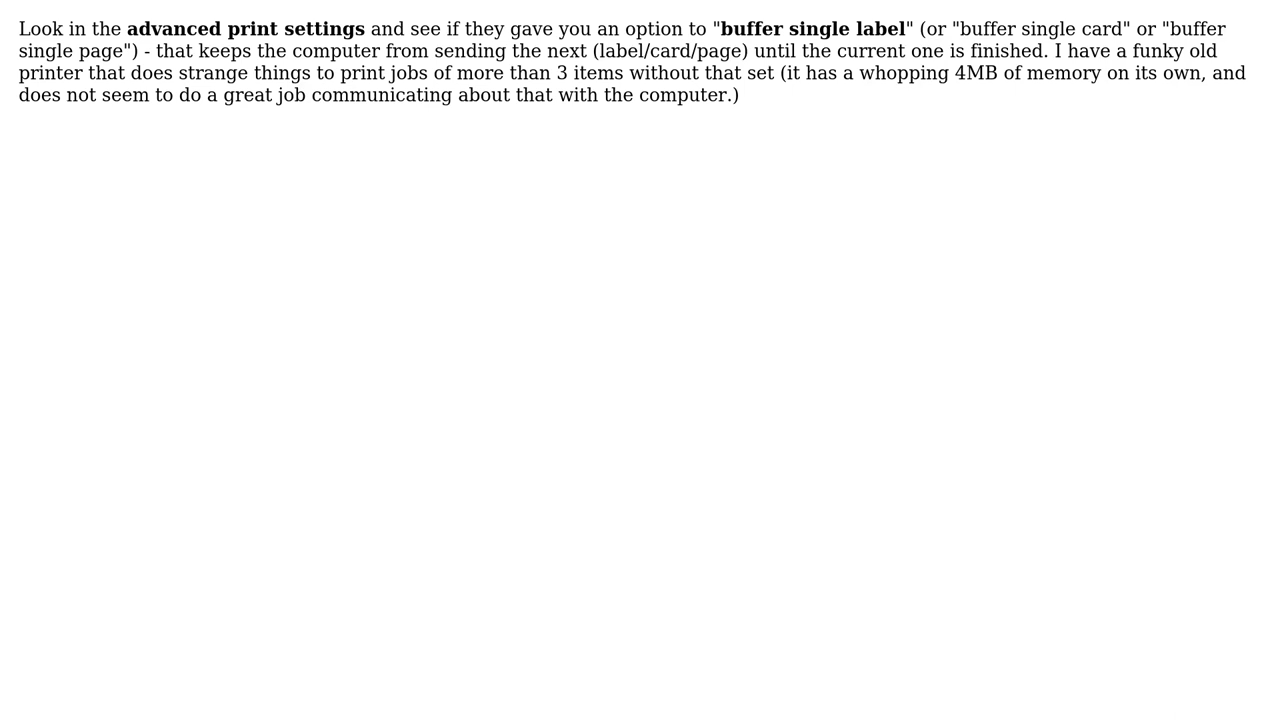 Look in the advanced print settings and see if they gave you an option to "buffer single label" (or "buffer single card" or "buffer
single page") - that keeps the computer from sending the next (label/card/page) until the current one is finished. I have a funky old
printer that does strange things to print jobs of more than 3 items without that set (it has a whopping 4MB of memory on its own, and
does not seem to do a great job communicating about that with the computer.)